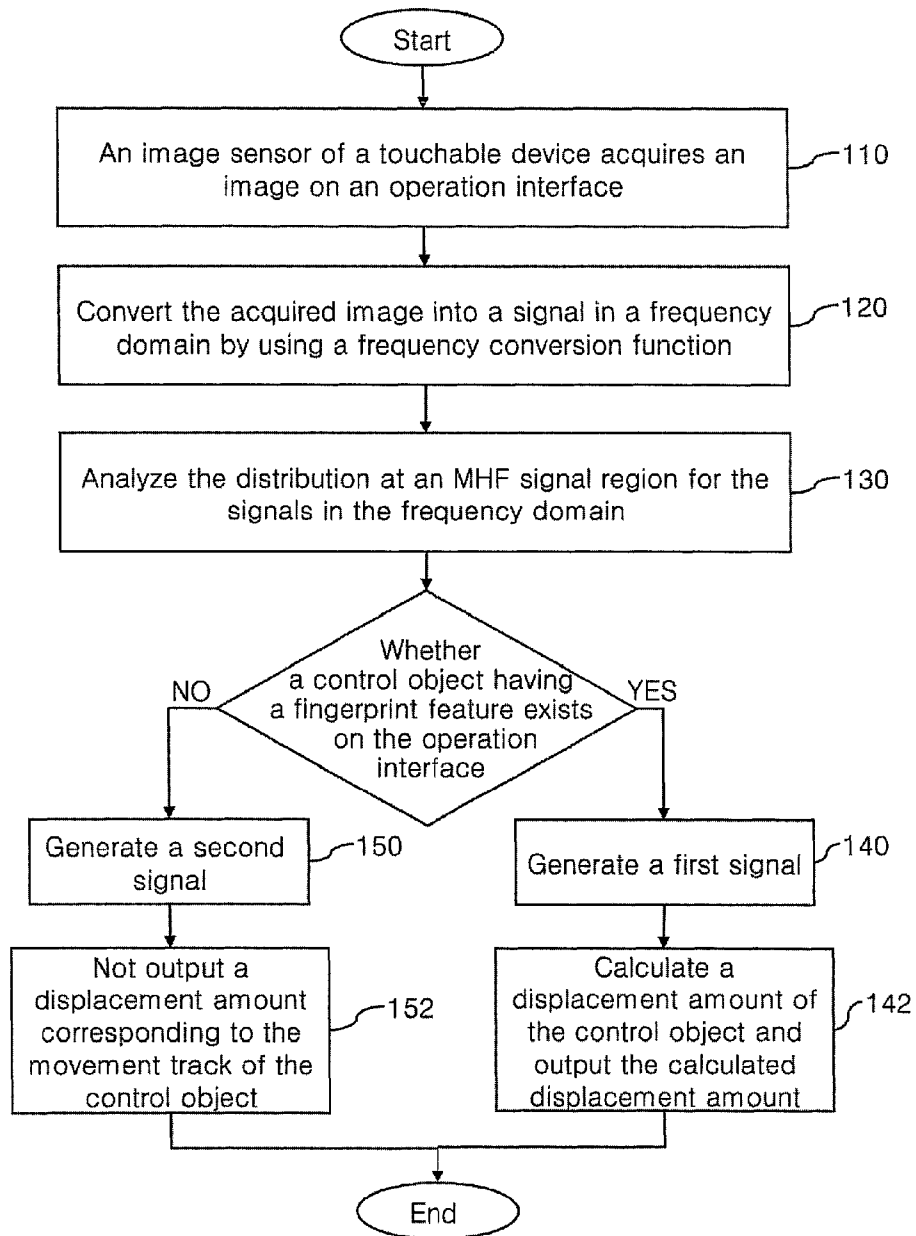 Start
An image sensor of a touchable device acquires an
image on an operation interface
110
Convert the acquired image into a signal in a frequency
domain by using a frequency conversion function
120
Analyze the distribution at an MHF signal region for the
signals in the frequency domain
130
Whether
a control object having
a fingerprint feature exists
on the operation
interface
NO
YES
Generate a second
signal
150
Generate a first signal
140
Not output a
displacement amount
corresponding to the
movement track of the
control object
152
Calculate a
displacement amount of
the control object and
output the calculated
displacement amount
142
End